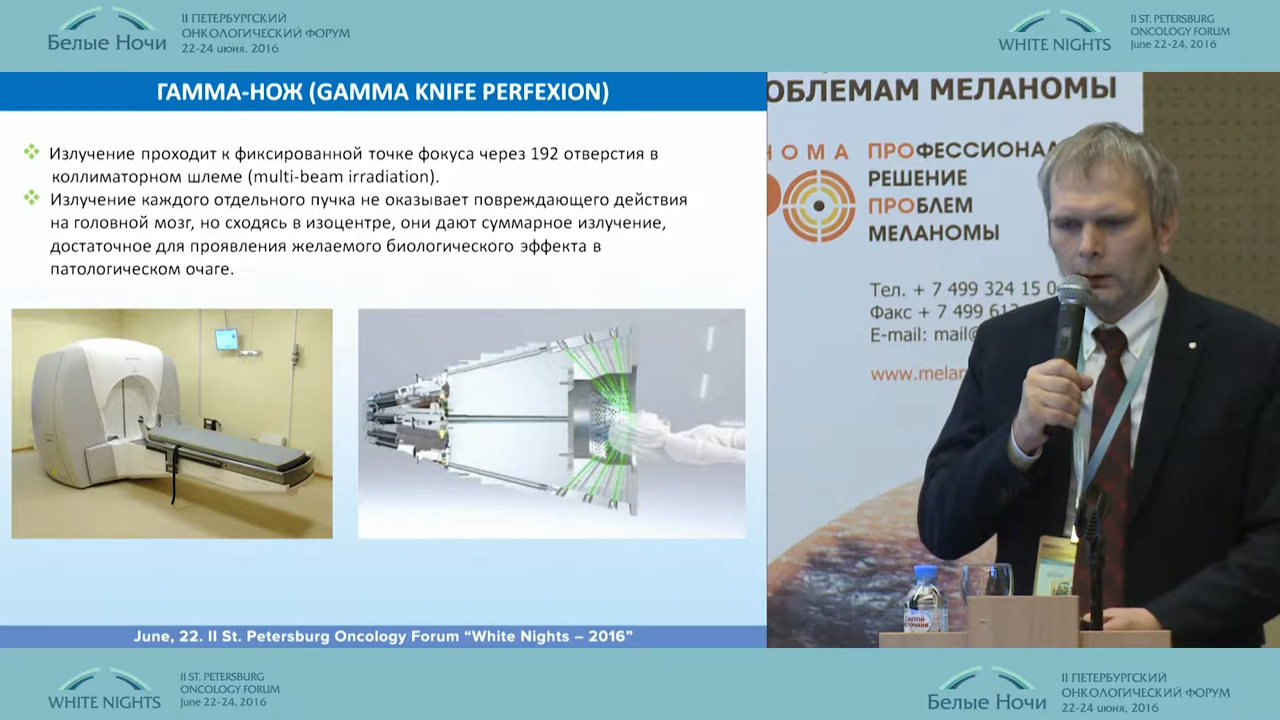 Белые Ночи
II ПЕТЕРБУРГСКИЙ
ОНКОЛОГИЧЕСКИЙ ФОРУМ
22-24 июня, 2016
WHITE NIGHTS
II ST. PETERSBURG
ONCOLOGY FORUM
June 22-24, 2016
ГАММА-НОЖ (GAMMA KNIFE PERFEXION)
Излучение проходит к фиксированной точке фокуса через 192 отверстия в
коллиматорном шлеме (multi-beam irradiation).
Излучение каждого отдельного пучка не оказывает повреждающего действия
на головной мозг, но сходясь в изоцентре, они дают суммарное излучение,
достаточное для проявления желаемого биологического эффекта в
патологическом очаге.
June, 22. II St. Petersburg Oncology Forum “White Nights – 2016”
ОБЛЕМАМ МЕЛАНОМЫ
НОМА
ПРОФЕССИОНАЛ
РЕШЕНИЕ
ПРОБЛЕМ
МЕЛАНОМЫ
Тел. + 7 499 324 15 0
Факс + 7 499 61
E-mail: mail@
www.melan
WHITE NIGHTS
II ST. PETERSBURG
ONCOLOGY FORUM
June 22-24, 2016
Белые Ночи
II ПЕТЕРБУРГСКИЙ
ОНКОЛОГИЧЕСКИЙ ФОРУМ
22-24 июня, 2016